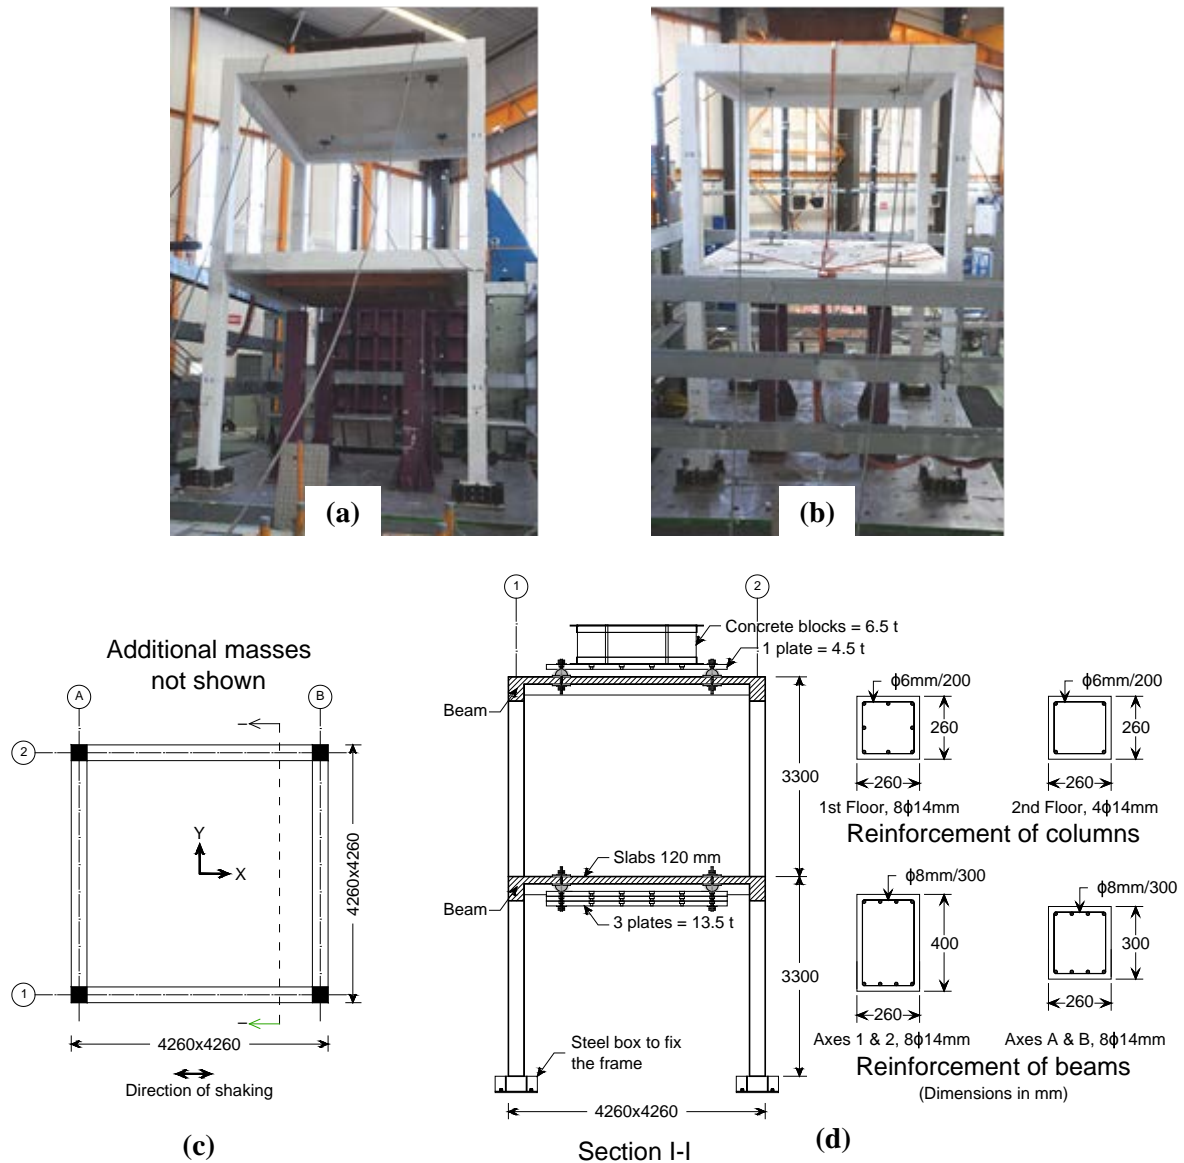 (a)
(b)
Additional masses
not shown
A
B
2
1
Y
X
4260x4260
4260x4260
Direction of shaking
(c)
1
2
Concrete blocks = 6.5 t
1 plate = 4.5 t
Beam
3300
Slabs 120 mm
Beam
3 plates = 13.5 t
3300
Steel box to fix
the frame
4260x4260
Section I-I
ϕ6mm/200
260
260
1st Floor, 8ϕ14mm
ϕ6mm/200
260
260
2nd Floor, 4ϕ14mm
Reinforcement of columns
ϕ8mm/300
400
260
Axes 1 & 2, 8ϕ14mm
ϕ8mm/300
300
260
Axes A & B, 8ϕ14mm
Reinforcement of beams
(Dimensions in mm)
(d)